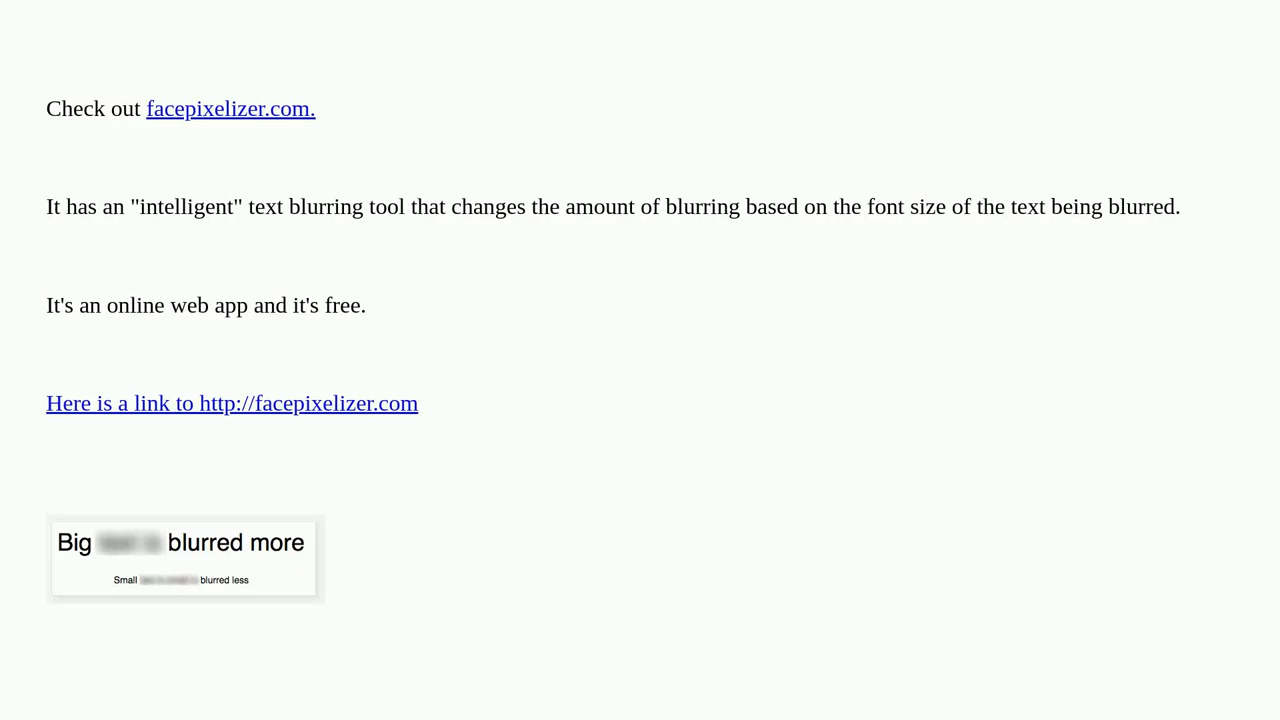 Check out facepixelizer.com.
It has an "intelligent" text blurring tool that changes the amount of blurring based on the font size of the text being blurred.
It's an online web app and it's free.
Here is a link to http://facepixelizer.com
Big blurred more
Small blurred less